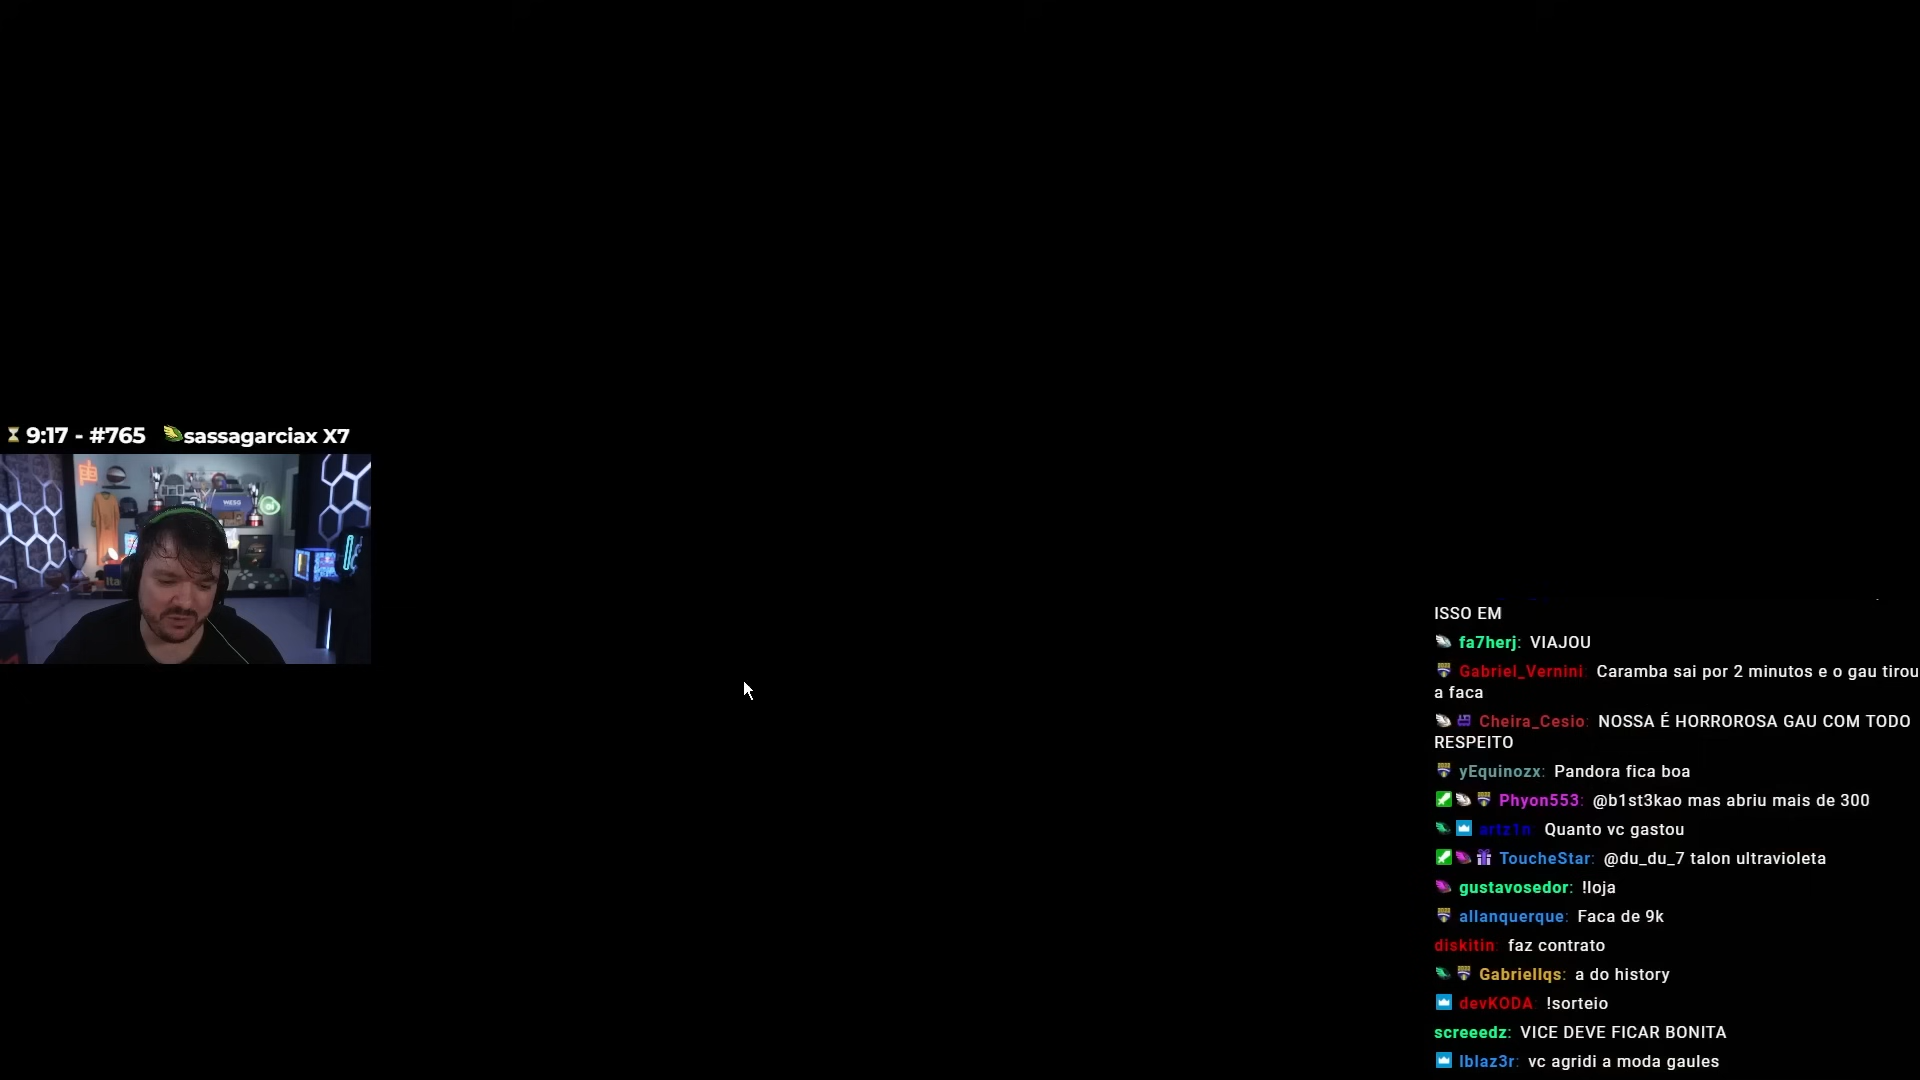 9:17 - #765 sassagarciax X7
WESG
Ita
ISSO EM
fa7herj: VIAJOU
Gabriel_Vernini: Caramba sai por 2 minutos e o gau tirou
a faca
Cheira_Cesio: NOSSA É HORROROSA GAU COM TODO
RESPEITO
yEquinozx: Pandora fica boa
Phyon553: @b1st3kao mas abriu mais de 300
artz1n: Quanto vc gastou
ToucheStar: @du_du_7 talon ultravioleta
gustavosedor: !loja
allanquerque: Faca de 9k
diskitin: faz contrato
Gabriellqs: a do history
devKODA: !sorteio
screeedz: VICE DEVE FICAR BONITA
lblaz3r: vc agridi a moda gaules